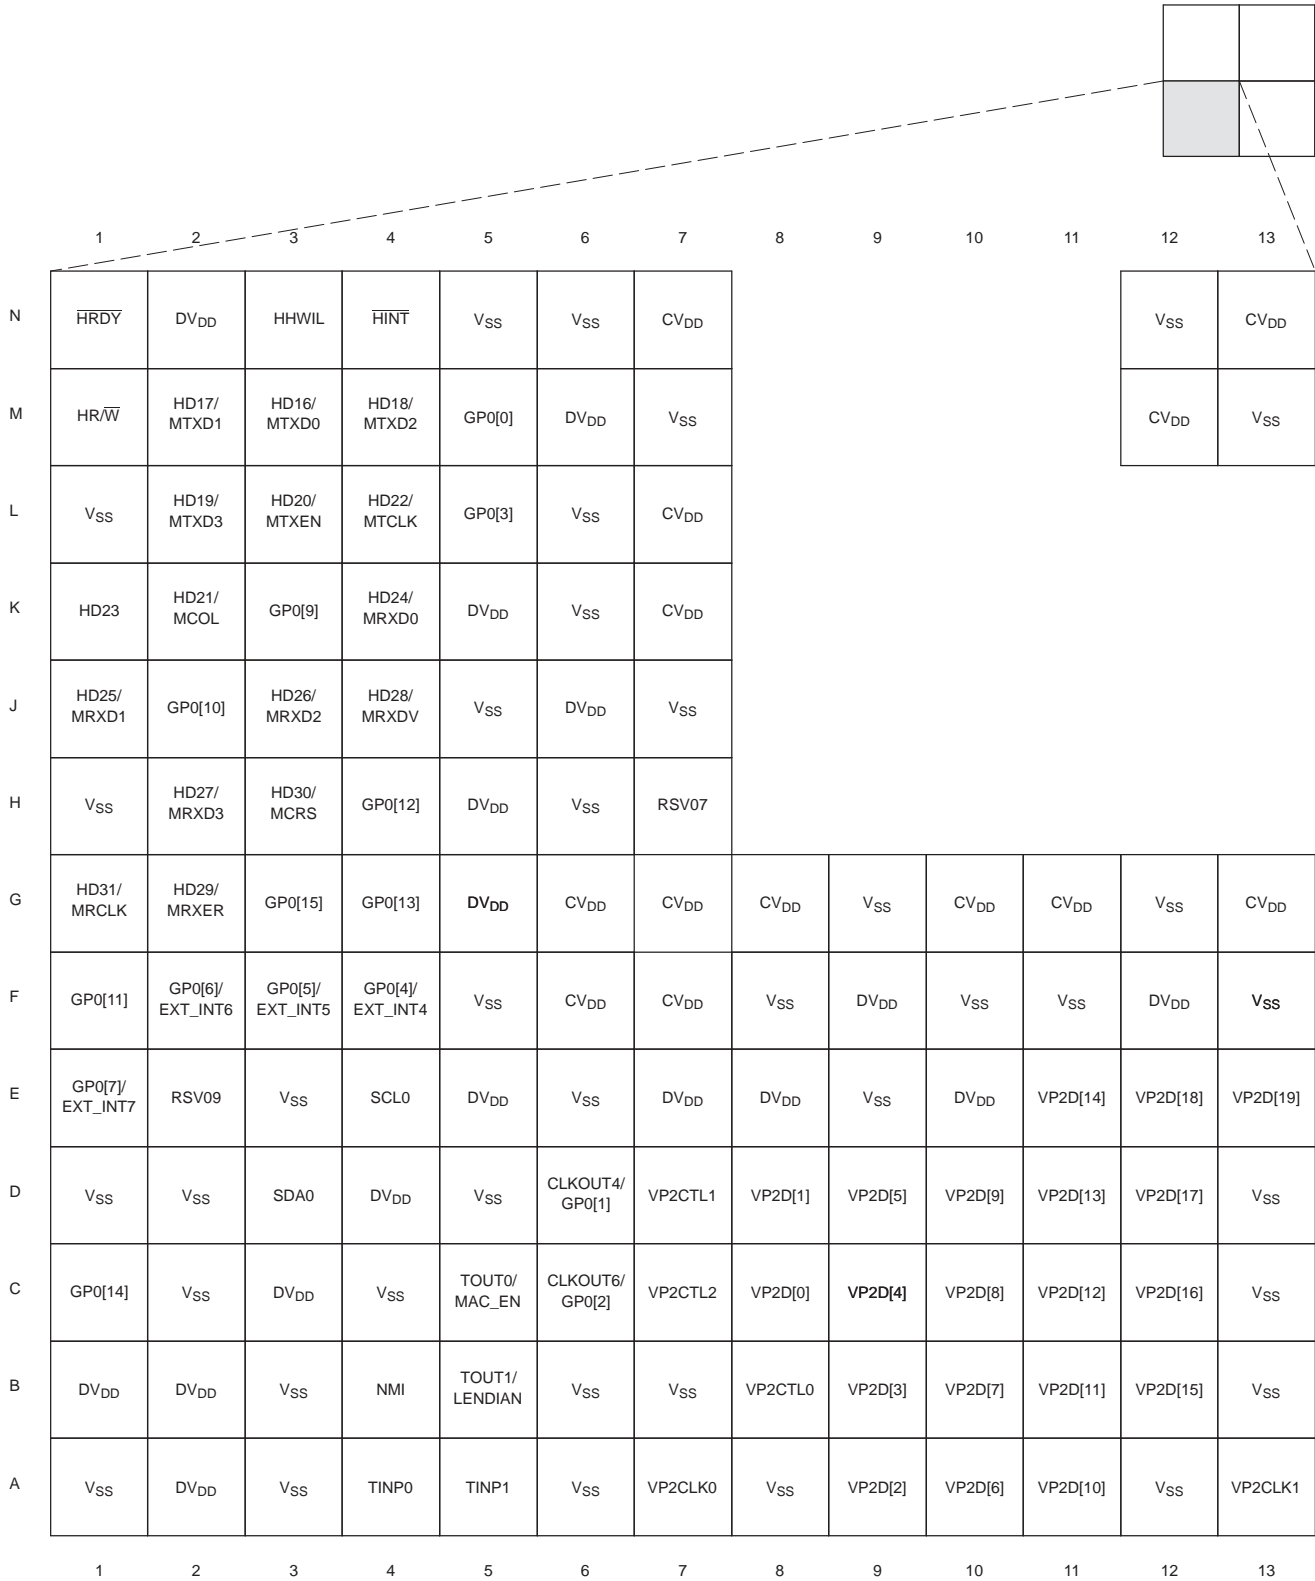 1 2 3 4 5 6 7 8 9 10 11 12 13
N HRDY DVDD HHWIL HINT VSS VSS CVDD VSS CVDD
M HR/W HD17/ MTXD1 HD16/ MTXD0 HD18/ MTXD2 GP0[0] DVDD VSS CVDD VSS
L VSS HD19/ MTXD3 HD20/ MTXEN HD22/ MTCLK GP0[3] VSS CVDD
K HD23 HD21/ MCOL GP0[9] HD24/ MRXD0 DVDD VSS CVDD
J HD25/ MRXD1 GP0[10] HD26/ MRXD2 HD28/ MRXDV VSS DVDD VSS
H VSS HD27/ MRXD3 HD30/ MCRS GP0[12] DVDD VSS RSV07
G HD31/ MRCLK HD29/ MRXER GP0[15] GP0[13] DVDD CVDD CVDD CVDD VSS CVDD CVDD VSS CVDD
F GP0[11] GP0[6]/ EXT_INT6 GP0[5]/ EXT_INT5 GP0[4]/ EXT_INT4 VSS CVDD CVDD VSS DVDD VSS VSS DVDD VSS
E GP0[7]/ EXT_INT7 RSV09 VSS SCL0 DVDD VSS DVDD DVDD VSS DVDD VP2D[14] VP2D[18] VP2D[19]
D VSS VSS SDA0 DVDD VSS CLKOUT4/ GP0[1] VP2CTL1 VP2D[1] VP2D[5] VP2D[9] VP2D[13] VP2D[17] VSS
C GP0[14] VSS DVDD VSS TOUT0/ MAC_EN CLKOUT6/ GP0[2] VP2CTL2 VP2D[0] VP2D[4] VP2D[8] VP2D[12] VP2D[16] VSS
B DVDD DVDD VSS NMI TOUT1/ LENDIAN VSS VSS VP2CTL0 VP2D[3] VP2D[7] VP2D[11] VP2D[15] VSS
A VSS DVDD VSS TINP0 TINP1 VSS VP2CLK0 VSS VP2D[2] VP2D[6] VP2D[10] VSS VP2CLK1
1 2 3 4 5 6 7 8 9 10 11 12 13